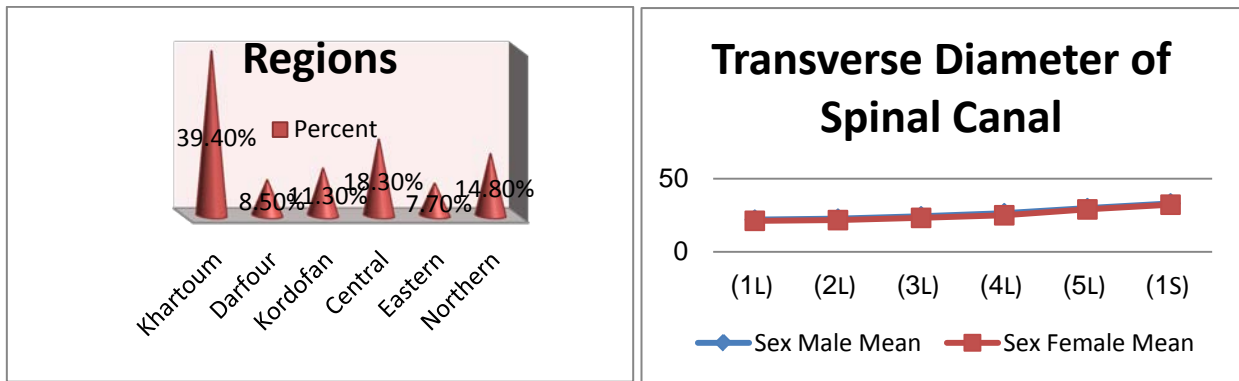 Regions
Percent
39.40%
8.50%
11.30%
18.30%
7.70%
14.80%
Khartoum
Darfour
Kordofan
Central
Eastern
Northern
Transverse Diameter of
Spinal Canal
50
0
(1L) (2L) (3L) (4L) (5L) (1S)
Sex Male Mean Sex Female Mean